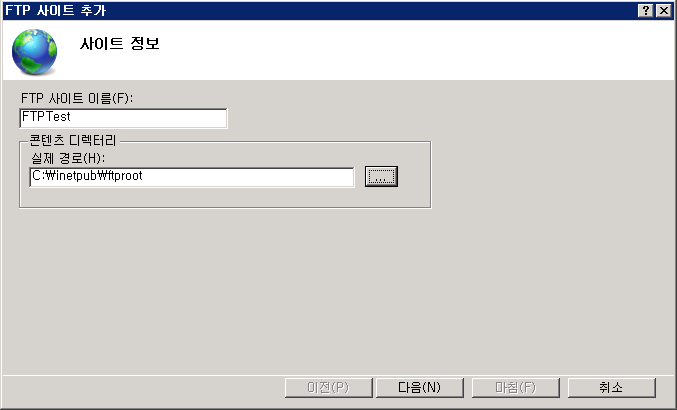 FTP 사이트 추가
사이트 정보
FTP 사이트 이름(F):
FTPTest
콘텐츠 디렉터리
실제 경로(H):
C:₩inetpub₩ftproot
...
이전(P) 다음(N) 마침(F) 취소